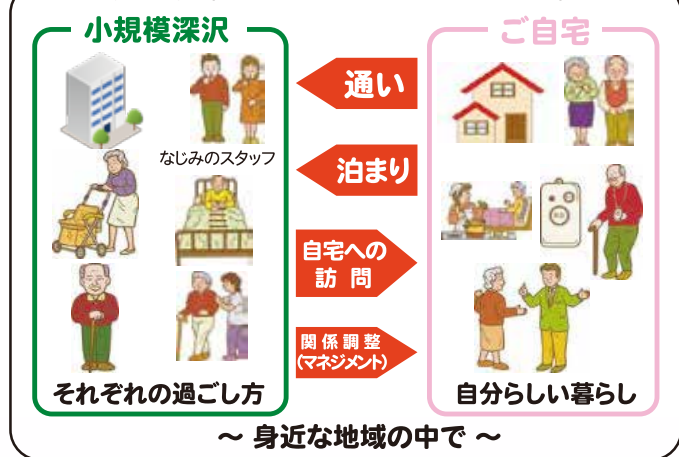 小規模深沢
ご自宅
通い
なじみのスタッフ
泊まり
自宅への
訪問
関係調整
(マネジメント)
それぞれの過ごし方
自分らしい暮らし
～ 身近な地域の中で ～